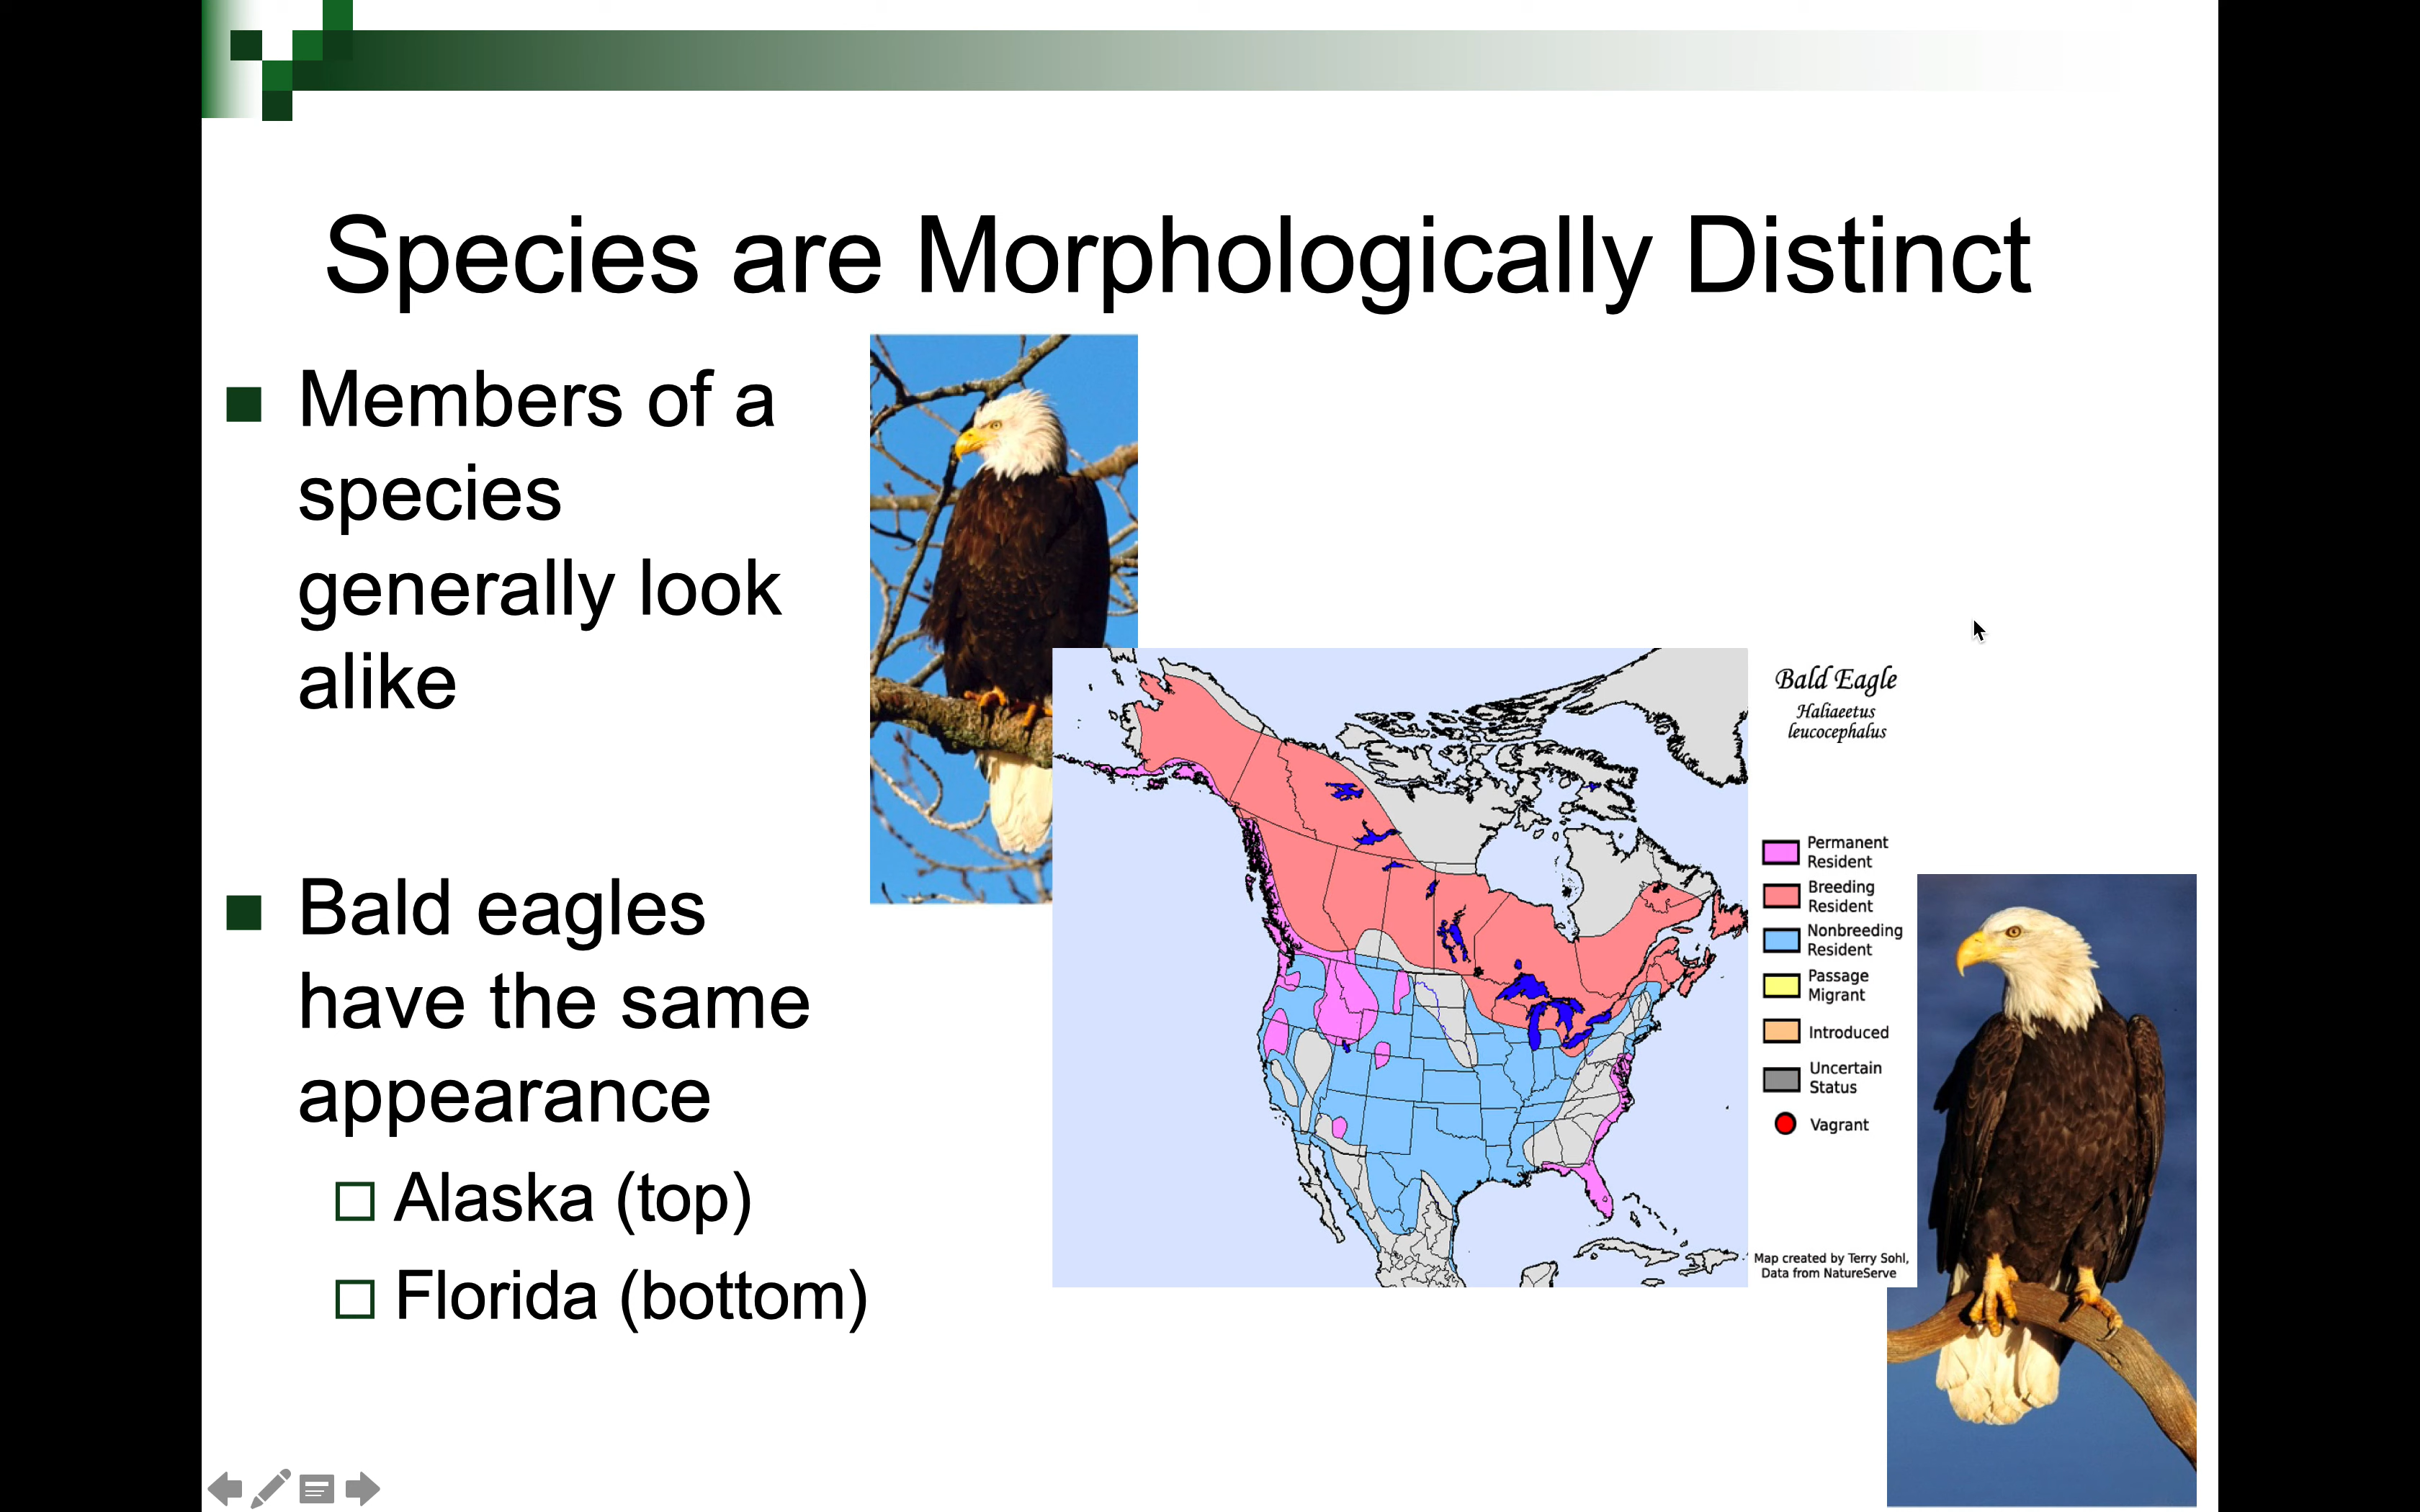 Species are Morphologically Distinct
Members of a
species
generally look
alike
Bald eagles
have the same
appearance
Alaska (top)
Florida (bottom)
Bald Eagle
Haliaeetus
leucocephalus
Permanent
Resident
Breeding
Resident
Nonbreeding
Resident
Passage
Migrant
Introduced
Uncertain
Status
Vagrant
Map created by Terry Sohl,
Data from NatureServe